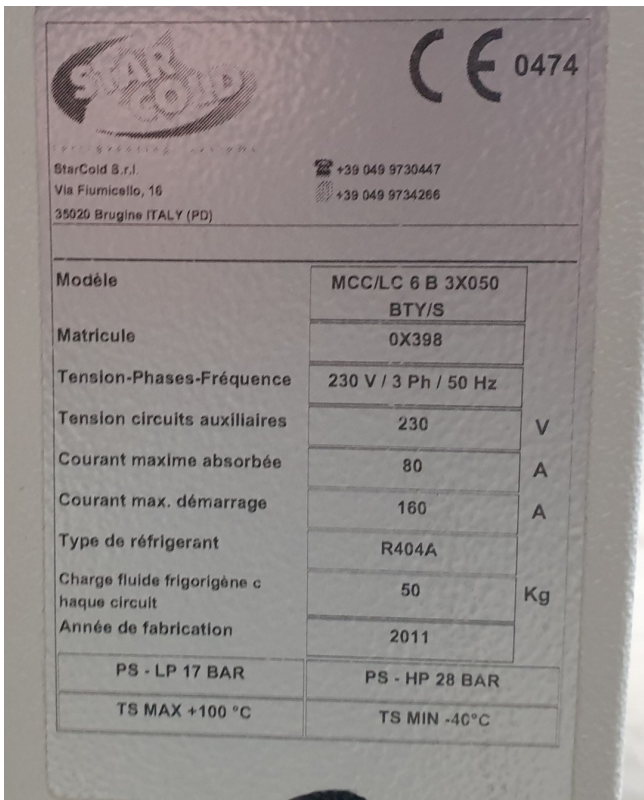 STAR COLD
CE 0474
StarCold S.r.l.
+39 049 9730447
Via Fiumicello, 16
+39 049 9734266
35020 Brugine ITALY (PD)
Modèle MCC/LC 6 B 3X050
BTY/S
Matricule 0X398
Tension-Phases-Fréquence 230 V / 3 Ph / 50 Hz
Tension circuits auxiliaires 230 V
Courant maxime absorbée 80 A
Courant max. démarrage 160 A
Type de réfrigerant R404A
Charge fluide frigorigène c
haque circuit 50 Kg
Année de fabrication 2011
PS - LP 17 BAR PS - HP 28 BAR
TS MAX +100 °C TS MIN -40°C